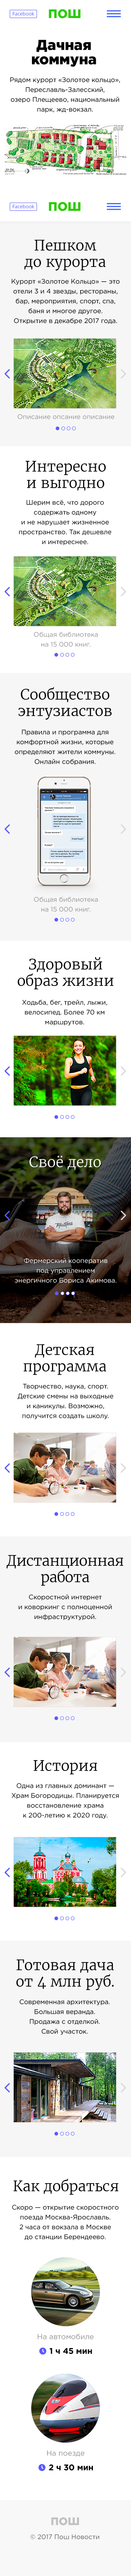 Facebook
пош
Дачная
коммуна
Рядом курорт «Золотое кольцо»,
Переславль-Залесский,
озеро Плещеево, национальный
парк, жд-вокзал.
Facebook
пош
Пешком
до курорта
Курорт «Золотое Кольцо» — это
отели 3 и 4 звезды, рестораны,
бар, мероприятия, спорт, спа,
баня и многое другое.
Открытие в декабре 2017 года.
Описание опсание описание
Интересно
и выгодно
Шерим всё, что дорого
содержать одному
и не нарушает жизненное
пространство. Так дешевле
и интереснее.
Общая библиотека
на 15 000 книг.
Сообщество
энтузиастов
Правила и программа для
комфортной жизни, которые
определяют жители коммуны.
Онлайн собрания.
Общая библиотека
на 15 000 книг.
Здоровый
образ жизни
Ходьба, бег, трейл, лыжи,
велосипед. Более 70 км
маршрутов.
Своё дело
Фермерский кооператив
под управлением
энергичного Бориса Акимова.
Детская
программа
Творчество, наука, спорт.
Детские смены на выходные
и каникулы. Возможно,
получится создать школу.
Дистанционная
работа
Скоростной интернет
и коворкинг с полноценной
инфраструктурой.
История
Одна из главных доминант —
Храм Богородицы. Планируется
восстановление храма
к 200-летию к 2020 году.
Готовая дача
от 4 млн руб.
Современная архитектура.
Большая веранда.
Продажа с отделкой.
Свой участок.
Как добраться
Скоро — открытие скоростного
поезда Москва-Ярославль.
2 часа от вокзала в Москве
до станции Берендеево.
На автомобиле
1 ч 45 мин
На поезде
2 ч 30 мин
пош
© 2017 Пош Новости